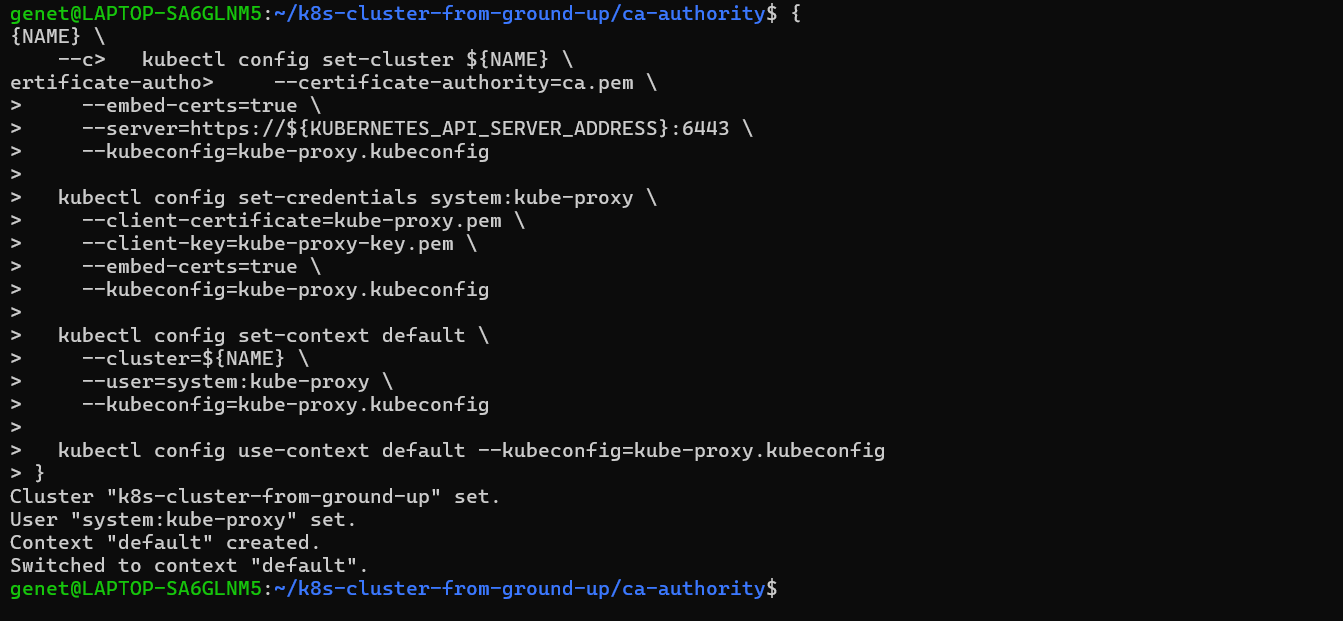 genet@LAPTOP-SA6GLNM5:~/k8s-cluster-from-ground-up/ca-authority$ {
{NAME} \
    --c>   kubectl config set-cluster ${NAME} \
ertificate-autho>     --certificate-authority=ca.pem \
>     --embed-certs=true \
>     --server=https://${KUBERNETES_API_SERVER_ADDRESS}:6443 \
>     --kubeconfig=kube-proxy.kubeconfig
>
>   kubectl config set-credentials system:kube-proxy \
>     --client-certificate=kube-proxy.pem \
>     --client-key=kube-proxy-key.pem \
>     --embed-certs=true \
>     --kubeconfig=kube-proxy.kubeconfig
>
>   kubectl config set-context default \
>     --cluster=${NAME} \
>     --user=system:kube-proxy \
>     --kubeconfig=kube-proxy.kubeconfig
>
>   kubectl config use-context default --kubeconfig=kube-proxy.kubeconfig
> }
Cluster "k8s-cluster-from-ground-up" set.
User "system:kube-proxy" set.
Context "default" created.
Switched to context "default".
genet@LAPTOP-SA6GLNM5:~/k8s-cluster-from-ground-up/ca-authority$